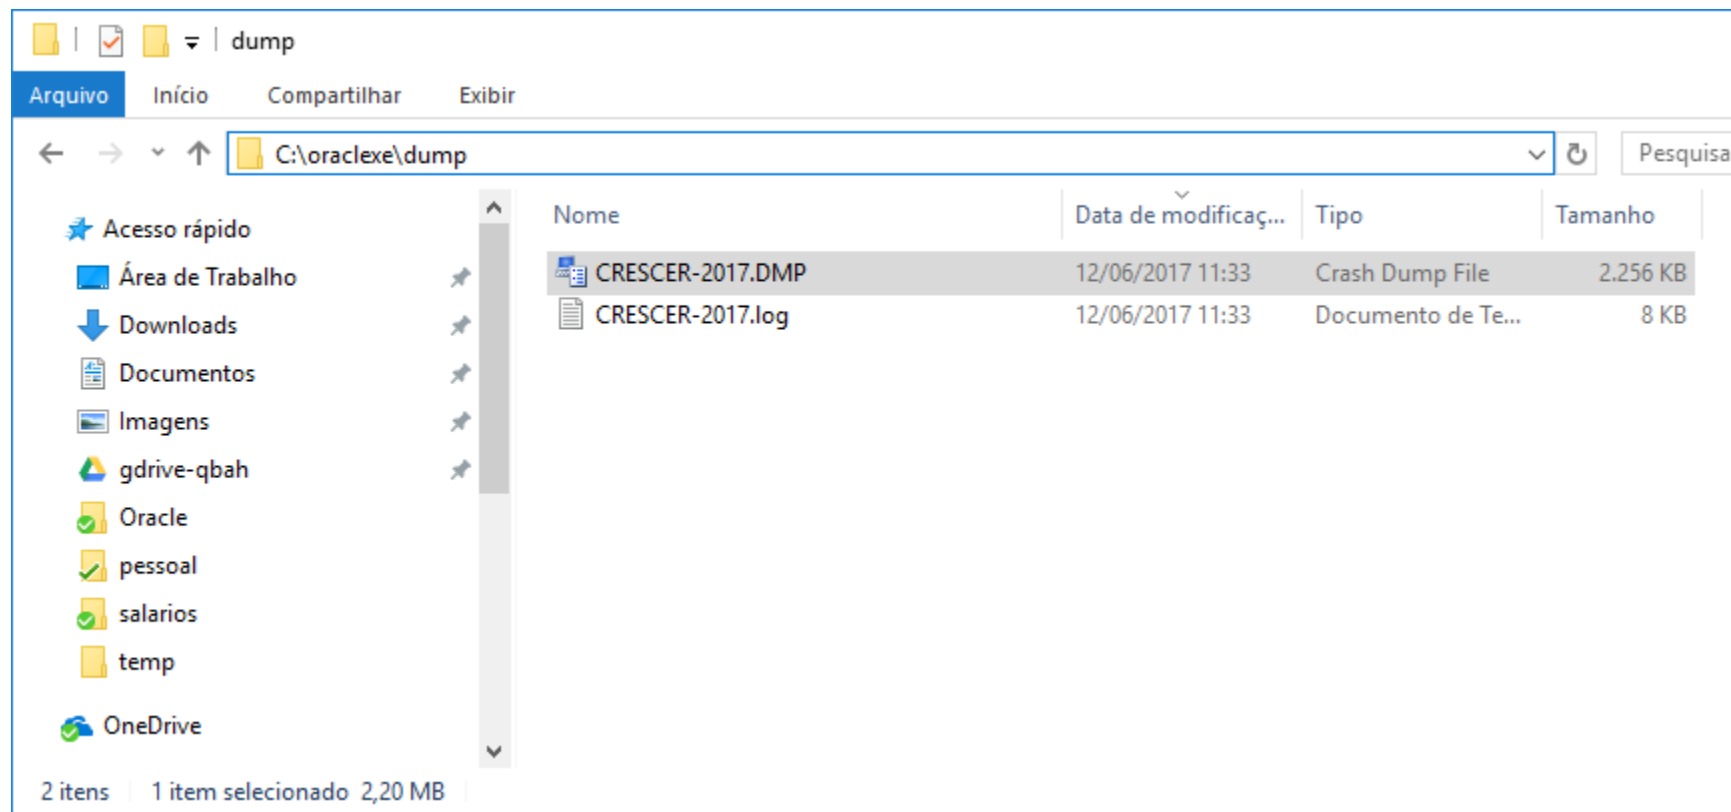 dump
Arquivo Início Compartilhar Exibir
C:\oraclexe\dump Pesquisa
Acesso rápido
Área de Trabalho
Downloads
Documentos
Imagens
gdrive-qbah
Oracle
pessoal
salarios
temp
OneDrive
Nome Data de modificaç... Tipo Tamanho
CRESCER-2017.DMP 12/06/2017 11:33 Crash Dump File 2.256 KB
CRESCER-2017.log 12/06/2017 11:33 Documento de Te... 8 KB
2 itens 1 item selecionado 2,20 MB